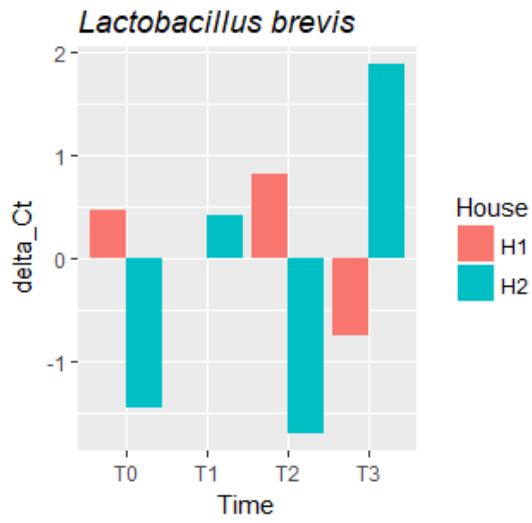 Lactobacillus brevis
2
1
0
-1
delta_Ct
T0 T1 T2 T3
Time
House
H1
H2